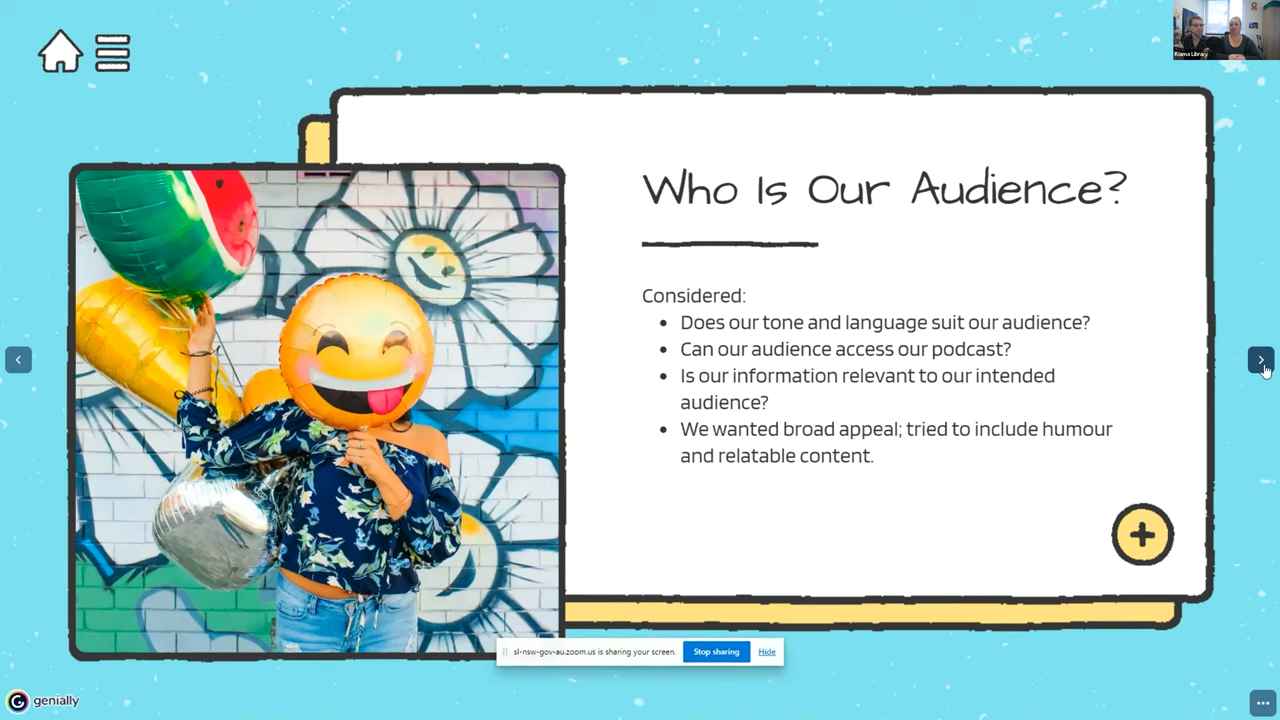 Kiama Library
Who Is Our Audience?
Considered:
• Does our tone and language suit our audience?
• Can our audience access our podcast?
• Is our information relevant to our intended
audience?
• We wanted broad appeal; tried to include humour
and relatable content.
sl-nsw-gov-au.zoom.us is sharing your screen.
Stop sharing
Hide
genially